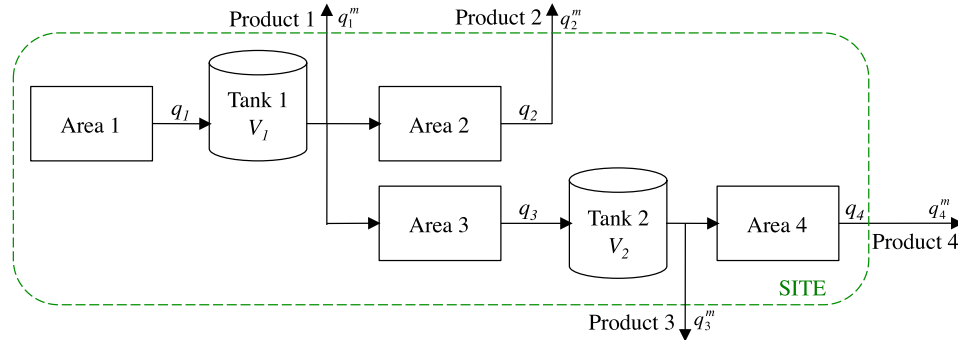 Product 1 q₁ᵐ
Product 2 q₂ᵐ
Area 1
q₁
Tank 1
V₁
Area 2
q₂
Area 3
q₃
Tank 2
V₂
Area 4
q₄
q₄ᵐ
Product 4
SITE
Product 3 q₃ᵐ